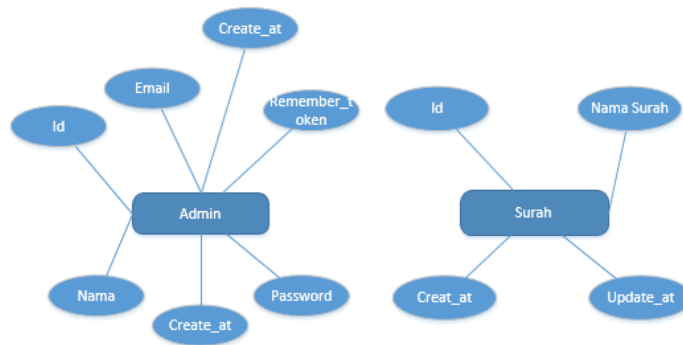 Create_at
Email
Remember_t
oken
Id
Admin
Nama
Create_at
Password
Id
Nama Surah
Surah
Creat_at
Update_at